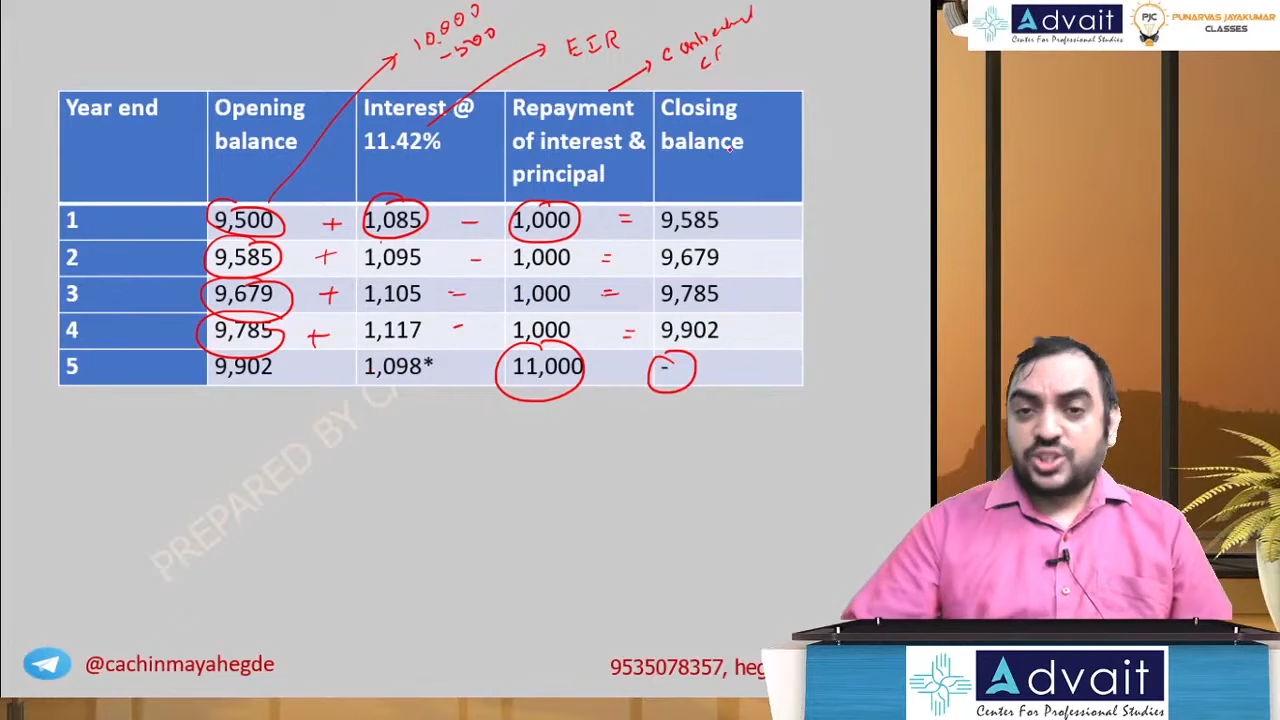 10,000
-500
EIR
Contractual
CF
Advait
Center For Professional Studies
PJC
PUNARVAS JAYAKUMAR
CLASSES
Year end Opening balance Interest @ 11.42% Repayment of interest & principal Closing balance
1 9,500 + 1,085 - 1,000 = 9,585
2 9,585 + 1,095 - 1,000 = 9,679
3 9,679 + 1,105 - 1,000 = 9,785
4 9,785 + 1,117 - 1,000 = 9,902
5 9,902 1,098* 11,000 -
PREPARED BY
@cachinmayahegde
9535078357, heg
Advait
Center For Professional Studies